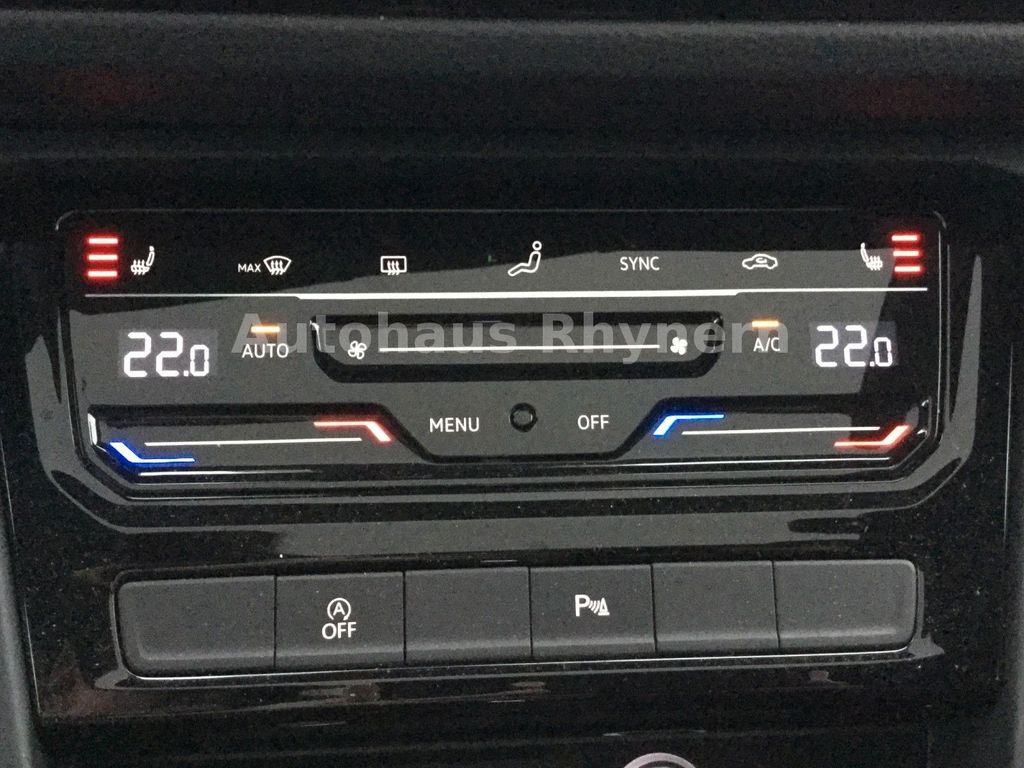 MAX SYNC
Autohaus Rhynern
22.0 AUTO A/C 22.0
MENU OFF
A OFF P